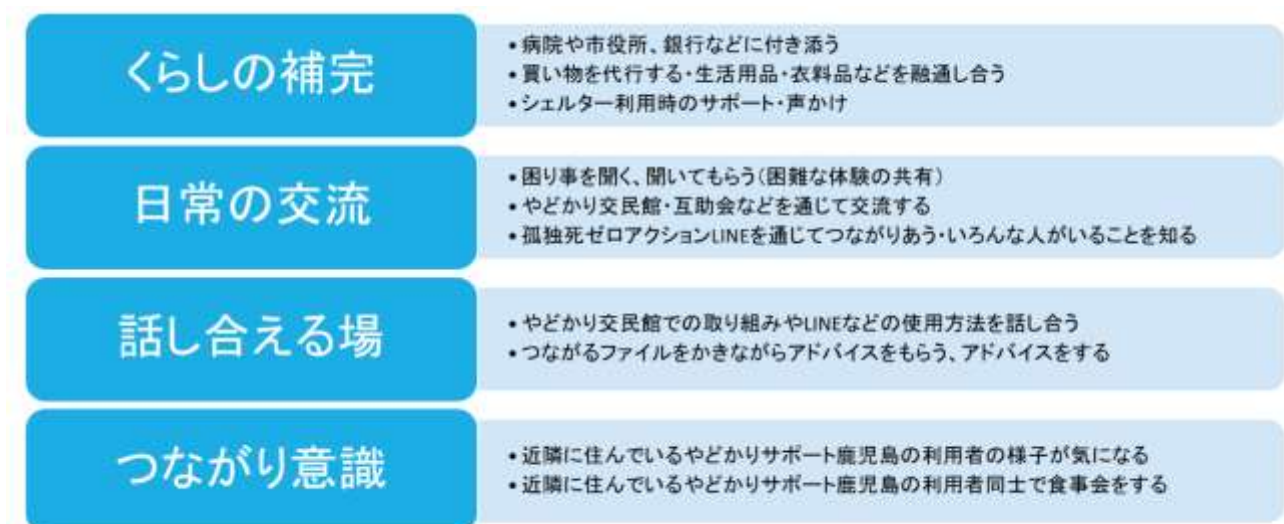 くらしの補完
•病院や市役所、銀行などに付き添う
•買い物を代行する・生活用品・衣料品などを融通し合う
•シェルター利用時のサポート・声かけ
日常の交流
•困り事を聞く、聞いてもらう(困難な体験の共有)
•やどかり交民館・互助会などを通じて交流する
•孤独死ゼロアクションLINEを通じてつながりあう・いろんな人がいることを知る
話し合える場
•やどかり交民館での取り組みやLINEなどの使用方法を話し合う
•つながるファイルをかきながらアドバイスをもらう、アドバイスをする
つながり意識
•近隣に住んでいるやどかりサポート鹿児島の利用者の様子が気になる
•近隣に住んでいるやどかりサポート鹿児島の利用者同士で食事会をする